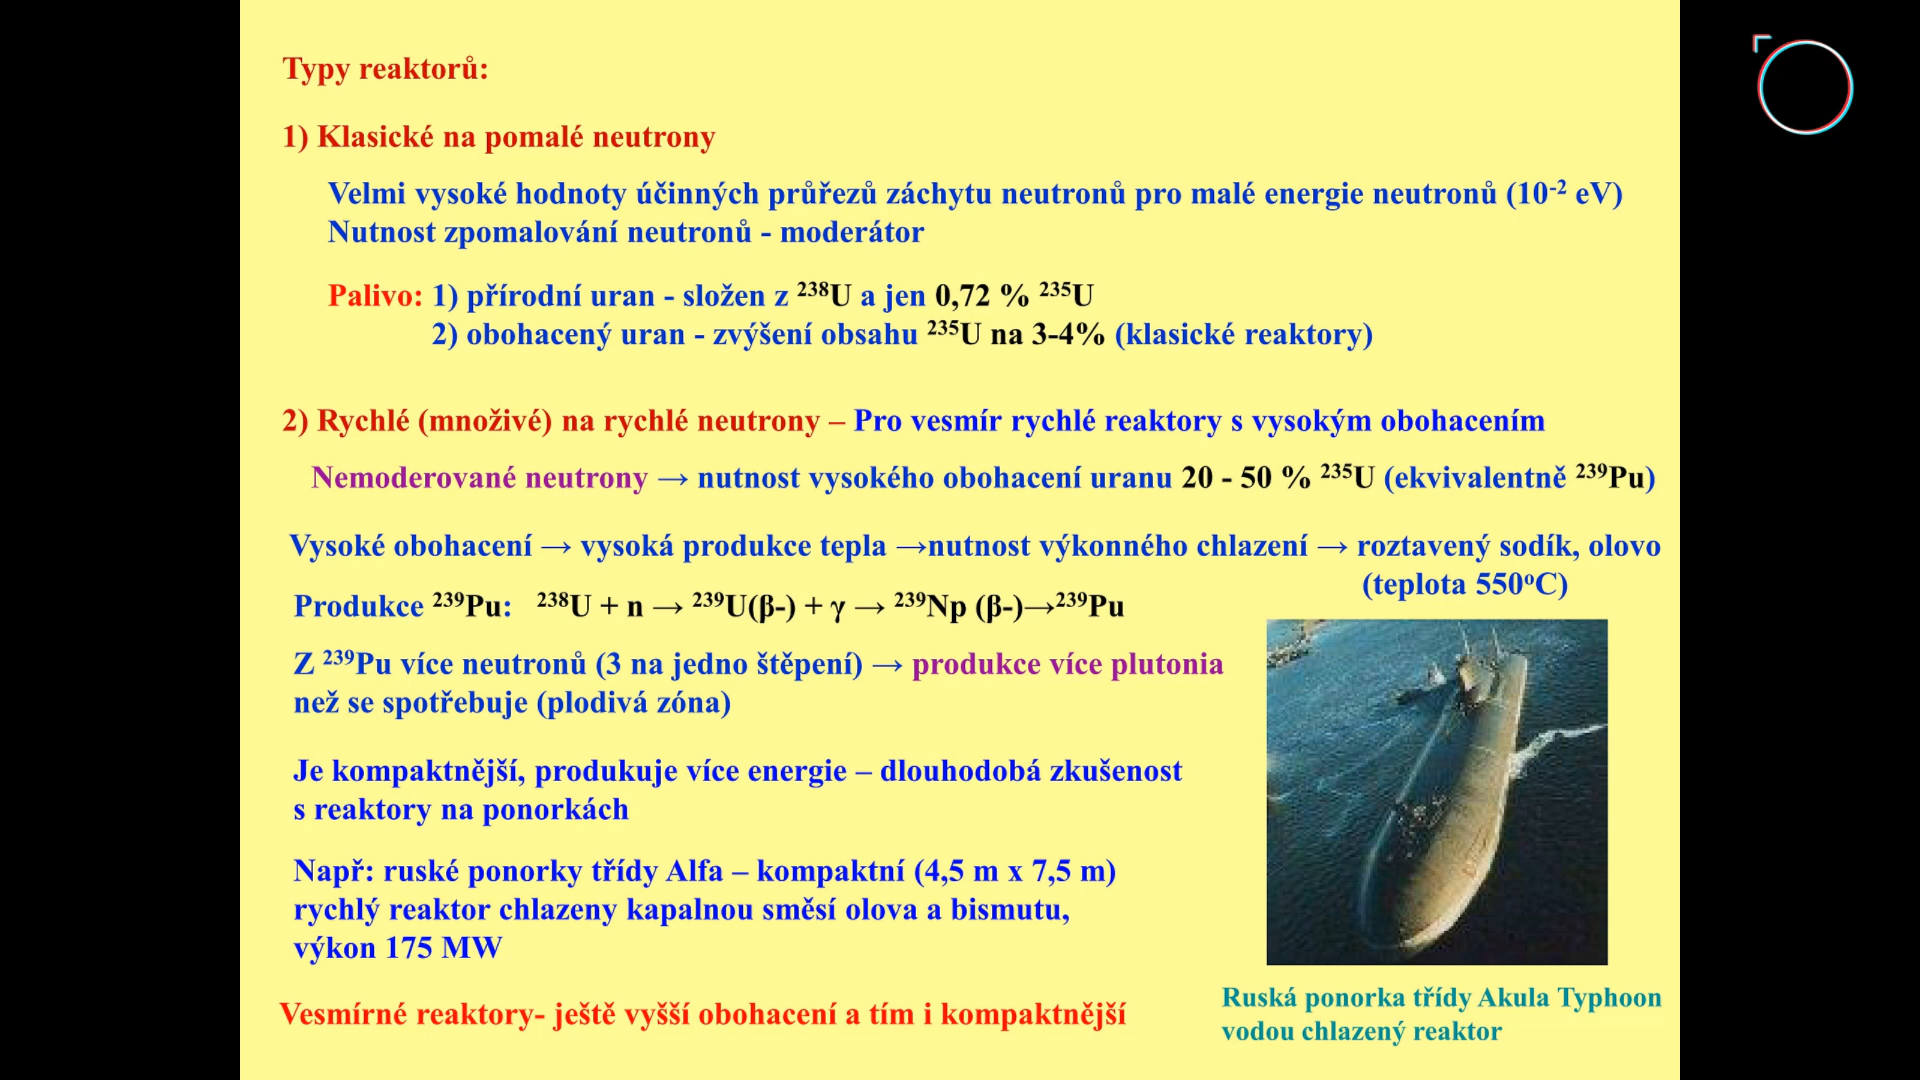 Typy reaktorů:
1) Klasické na pomalé neutrony
Velmi vysoké hodnoty účinných průřezů záchytu neutronů pro malé energie neutronů (10⁻² eV)
Nutnost zpomalování neutronů - moderátor
Palivo: 1) přírodní uran - složen z ²³⁸U a jen 0,72 % ²³⁵U
2) obohacený uran - zvýšení obsahu ²³⁵U na 3-4% (klasické reaktory)
2) Rychlé (množivé) na rychlé neutrony – Pro vesmír rychlé reaktory s vysokým obohacením
Nemoderované neutrony → nutnost vysokého obohacení uranu 20 - 50 % ²³⁵U (ekvivalentně ²³⁹Pu)
Vysoké obohacení → vysoká produkce tepla →nutnost výkonného chlazení → roztavený sodík, olovo
(teplota 550ºC)
Produkce ²³⁹Pu: ²³⁸U + n → ²³⁹U(β-) + γ → ²³⁹Np (β-)→²³⁹Pu
Z ²³⁹Pu více neutronů (3 na jedno štěpení) → produkce více plutonia
než se spotřebuje (plodivá zóna)
Je kompaktnější, produkuje více energie – dlouhodobá zkušenost
s reaktory na ponorkách
Např: ruské ponorky třídy Alfa – kompaktní (4,5 m x 7,5 m)
rychlý reaktor chlazeny kapalnou směsí olova a bismutu,
výkon 175 MW
Vesmírné reaktory- ještě vyšší obohacení a tím i kompaktnější
Ruská ponorka třídy Akula Typhoon
vodou chlazený reaktor